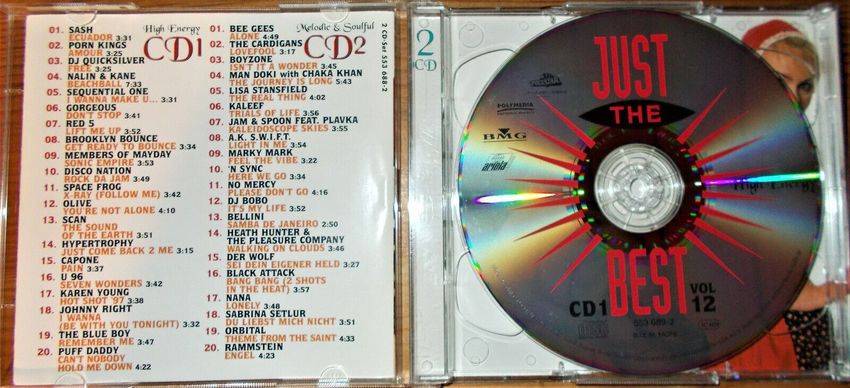 High Energy
CD1
01. SASH
ECUADOR 3:31
02. PORN KINGS
AMOUR 3:25
03. DJ QUICKSILVER
FREE 3:25
04. NALIN & KANE
BEACHBALL 7:33
05. SEQUENTIAL ONE
I WANNA MAKE U... 3:31
06. GORGEOUS
DON'T STOP 3:41
07. RED 5
LIFT ME UP 3:52
08. BROOKLYN BOUNCE
GET READY TO BOUNCE 3:34
09. MEMBERS OF MAYDAY
SONIC EMPIRE 3:53
10. DISCO NATION
ROCK DA JAM 3:49
11. SPACE FROG
X-RAY (FOLLOW ME) 3:42
12. OLIVE
YOU'RE NOT ALONE 4:10
13. SCAN
THE SOUND
OF THE EARTH 3:51
14. HYPERTROPHY
JUST COME BACK 2 ME 3:15
15. CAPONE
PAIN 3:37
16. U 96
SEVEN WONDERS 3:42
17. KAREN YOUNG
HOT SHOT '97 3:38
18. JOHNNY RIGHT
I WANNA
(BE WITH YOU TONIGHT) 3:32
19. THE BLUE BOY
REMEMBER ME 3:47
20. PUFF DADDY
CAN'T NOBODY
HOLD ME DOWN 4:22
Melodic & Soulful
CD2
01. BEE GEES
ALONE 4:49
02. THE CARDIGANS
LOVEFOOL 3:17
03. BOYZONE
ISN'T IT A WONDER 3:45
04. MAN DOKI with CHAKA KHAN
THE JOURNEY IS LONG 5:43
05. LISA STANSFIELD
THE REAL THING 4:02
06. KALEEF
TRIALS OF LIFE 3:56
07. JAM & SPOON FEAT. PLAVKA
KALEIDOSCOPE SKIES 3:55
08. A.K. S.W.I.F.T.
LIGHT IN ME 3:54
09. MARKY MARK
FEEL THE VIBE 3:22
10. 'N SYNC
HERE WE GO 3:34
11. NO MERCY
PLEASE DON'T GO 4:16
12. DJ BOBO
IT'S MY LIFE 3:52
13. BELLINI
SAMBA DE JANEIRO 2:50
14. HEATH HUNTER &
THE PLEASURE COMPANY
WALKING ON CLOUDS 3:46
15. DER WOLF
SEI DEIN EIGENER HELD 3:27
16. BLACK ATTACK
BANG BANG (2 SHOTS
IN THE HEAT) 3:57
17. NANA
LONELY 3:48
18. SABRINA SETLUR
DU LIEBST MICH NICHT 3:51
19. ORBITAL
THEME FROM THE SAINT 4:33
20. RAMMSTEIN
ENGEL 4:23
2 CD-Set 553 688-2
2
CD
JUST
THE
BEST
VOL
12
POLYMEDIA
BMG
ariola
High Energy
CD 1
553 689-2